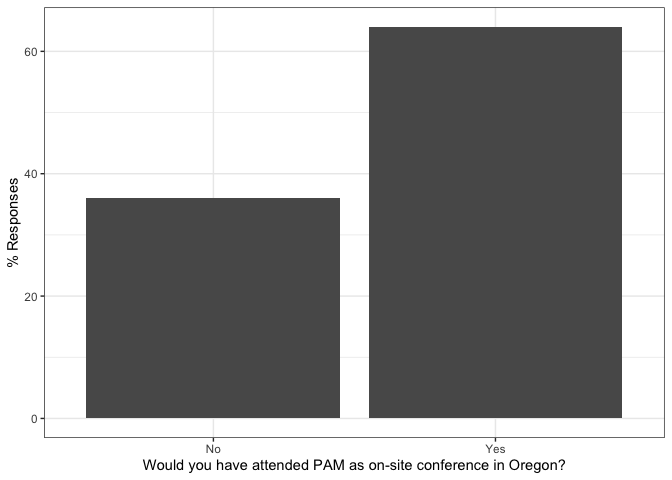 60
40
20
0
% Responses
No
Yes
Would you have attended PAM as on-site conference in Oregon?